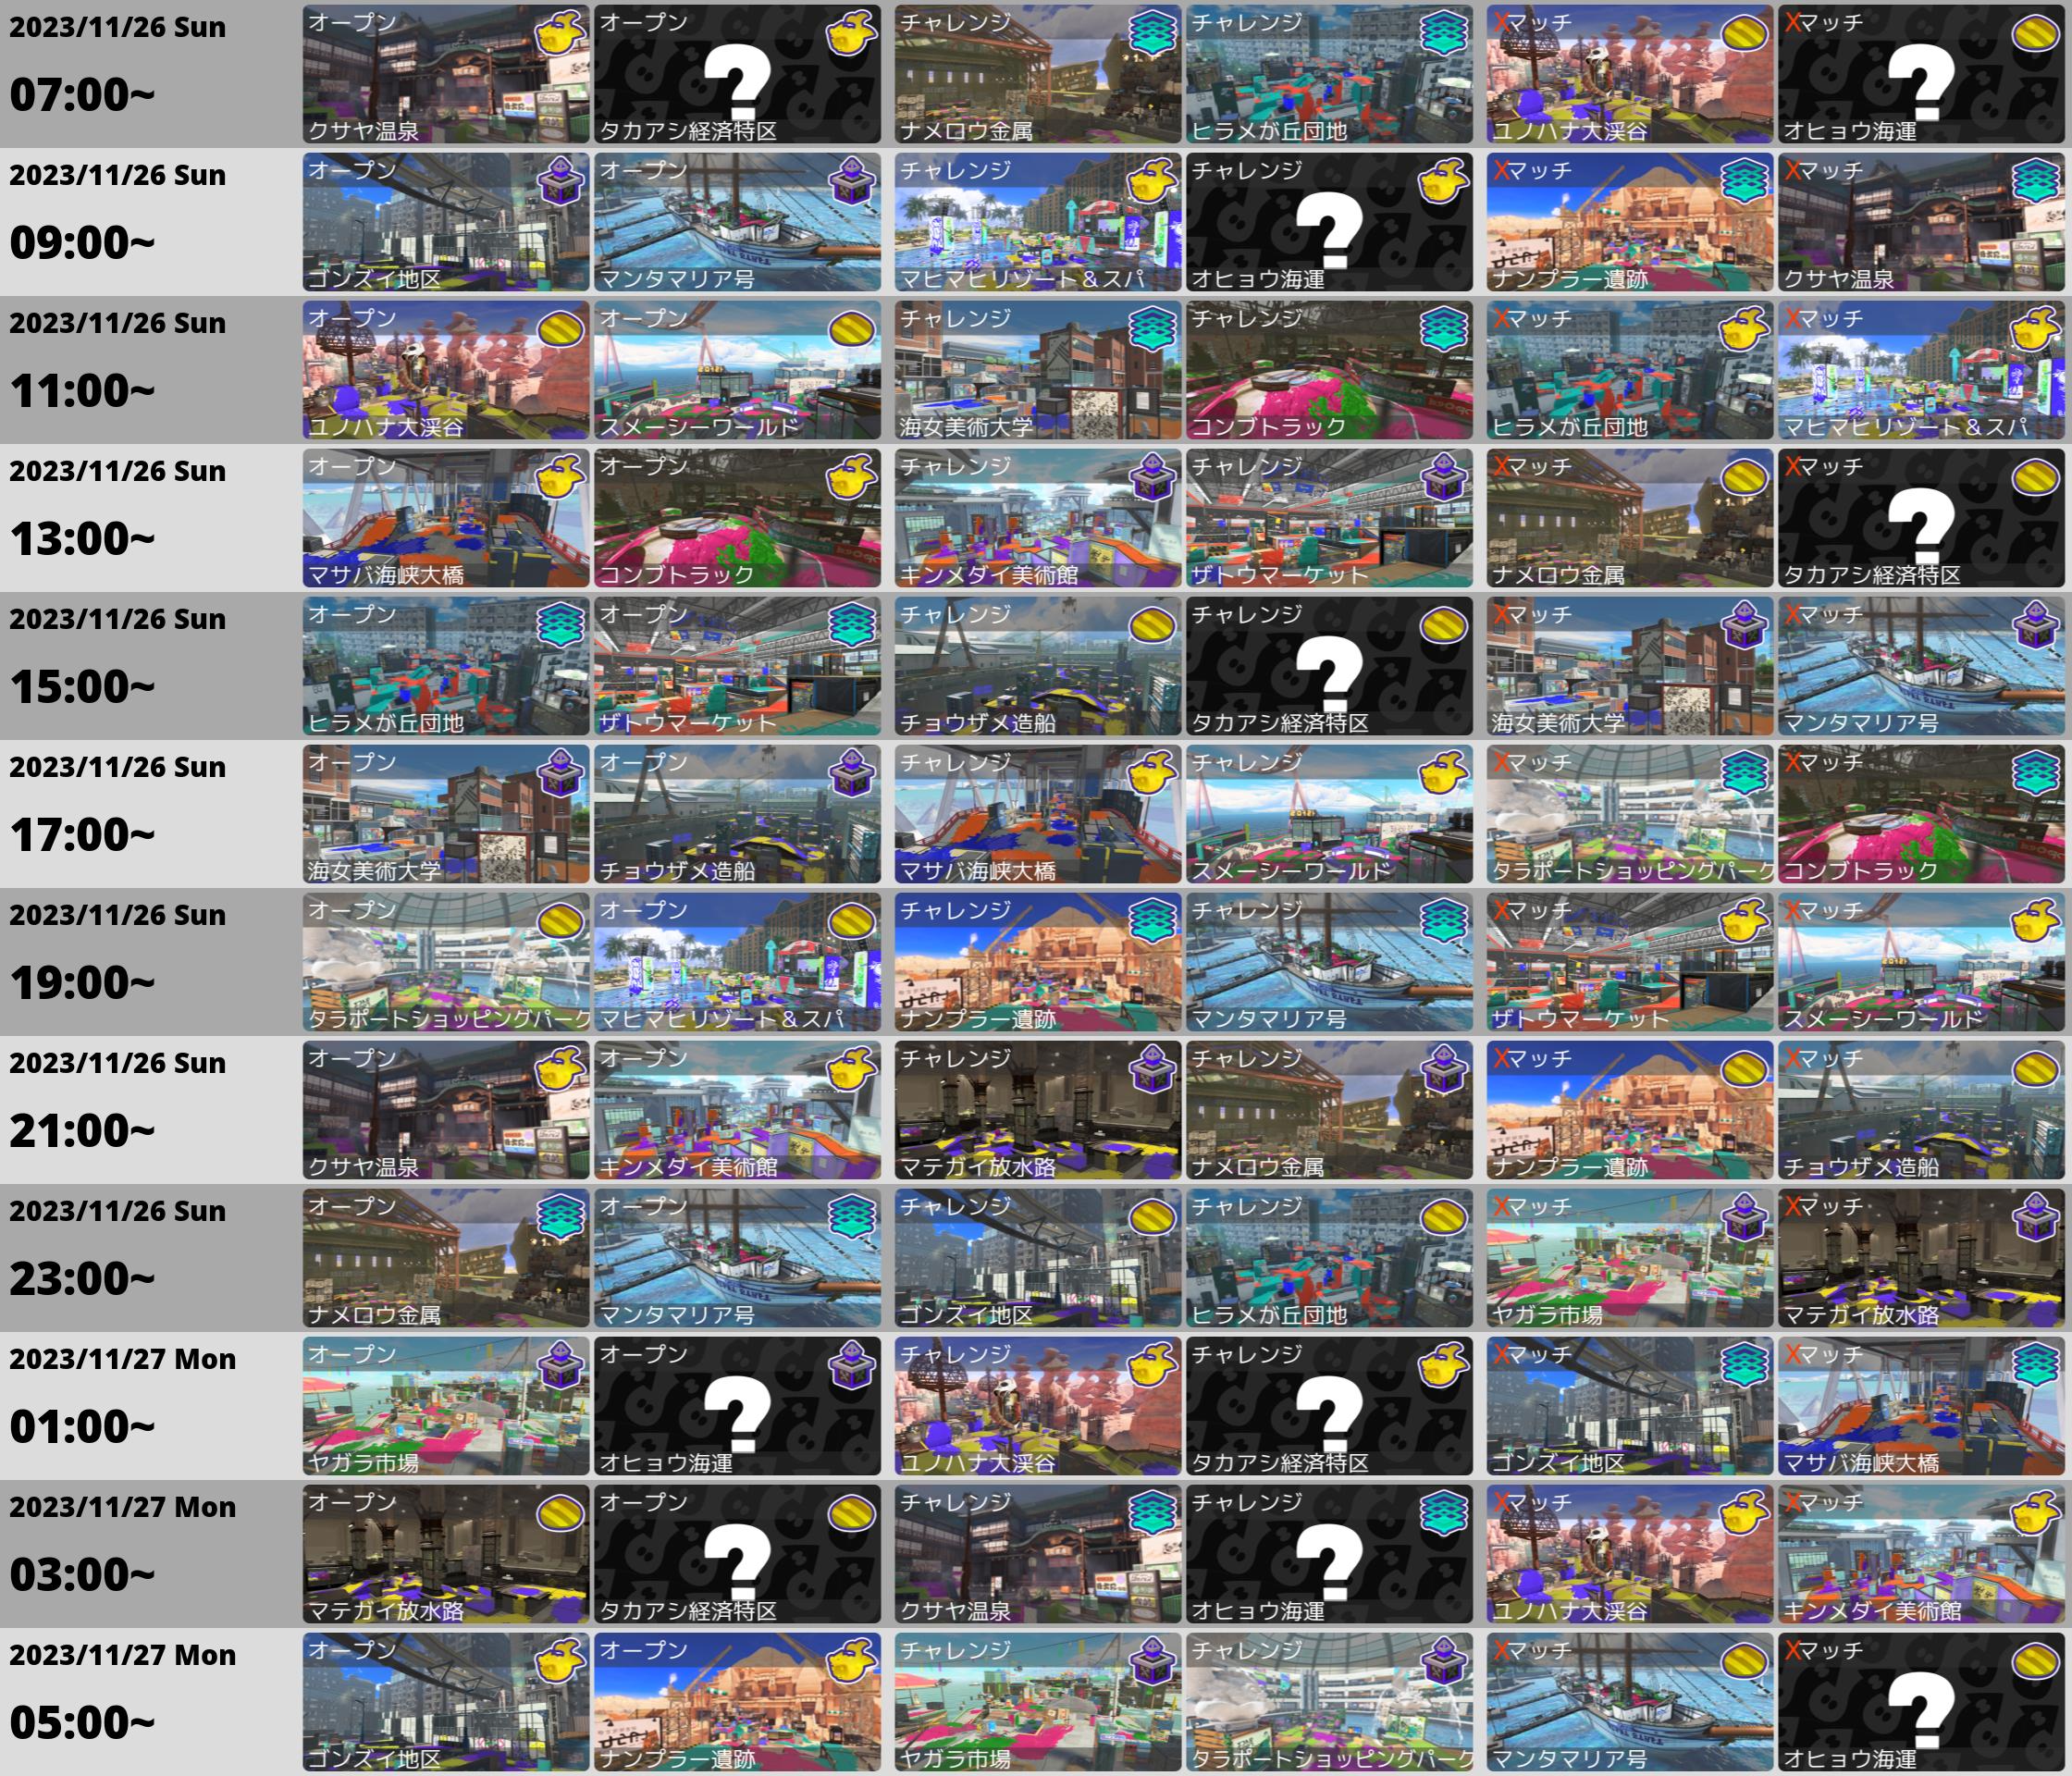 2023/11/26 Sun
07:00~
オープン
クサヤ温泉
オープン
タカアシ経済特区
チャレンジ
ナメロウ金属
チャレンジ
ヒラメが丘団地
Xマッチ
ユノハナ大渓谷
Xマッチ
オヒョウ海運
2023/11/26 Sun
09:00~
オープン
ゴンズイ地区
オープン
マンタマリア号
チャレンジ
マヒマヒリゾート&スパ
チャレンジ
オヒョウ海運
Xマッチ
ナンプラー遺跡
Xマッチ
クサヤ温泉
2023/11/26 Sun
11:00~
オープン
ユノハナ大渓谷
オープン
スメーシーワールド
チャレンジ
海女美術大学
チャレンジ
コンブトラック
Xマッチ
ヒラメが丘団地
Xマッチ
マヒマヒリゾート&スパ
2023/11/26 Sun
13:00~
オープン
マサバ海峡大橋
オープン
コンブトラック
チャレンジ
キンメダイ美術館
チャレンジ
ザトウマーケット
Xマッチ
ナメロウ金属
Xマッチ
タカアシ経済特区
2023/11/26 Sun
15:00~
オープン
ヒラメが丘団地
オープン
ザトウマーケット
チャレンジ
チョウザメ造船
チャレンジ
タカアシ経済特区
Xマッチ
海女美術大学
Xマッチ
マンタマリア号
2023/11/26 Sun
17:00~
オープン
海女美術大学
オープン
チョウザメ造船
チャレンジ
マサバ海峡大橋
チャレンジ
スメーシーワールド
Xマッチ
タラポートショッピングパーク
Xマッチ
コンブトラック
2023/11/26 Sun
19:00~
オープン
タラポートショッピングパーク
オープン
マヒマヒリゾート&スパ
チャレンジ
ナンプラー遺跡
チャレンジ
マンタマリア号
Xマッチ
ザトウマーケット
Xマッチ
スメーシーワールド
2023/11/26 Sun
21:00~
オープン
クサヤ温泉
オープン
キンメダイ美術館
チャレンジ
マテガイ放水路
チャレンジ
ナメロウ金属
Xマッチ
ナンプラー遺跡
Xマッチ
チョウザメ造船
2023/11/26 Sun
23:00~
オープン
ナメロウ金属
オープン
マンタマリア号
チャレンジ
ゴンズイ地区
チャレンジ
ヒラメが丘団地
Xマッチ
ヤガラ市場
Xマッチ
マテガイ放水路
2023/11/27 Mon
01:00~
オープン
ヤガラ市場
オープン
オヒョウ海運
チャレンジ
ユノハナ大渓谷
チャレンジ
タカアシ経済特区
Xマッチ
ゴンズイ地区
Xマッチ
マサバ海峡大橋
2023/11/27 Mon
03:00~
オープン
マテガイ放水路
オープン
タカアシ経済特区
チャレンジ
クサヤ温泉
チャレンジ
オヒョウ海運
Xマッチ
ユノハナ大渓谷
Xマッチ
キンメダイ美術館
2023/11/27 Mon
05:00~
オープン
ゴンズイ地区
オープン
ナンプラー遺跡
チャレンジ
ヤガラ市場
チャレンジ
タラポートショッピングパーク
Xマッチ
マンタマリア号
Xマッチ
オヒョウ海運